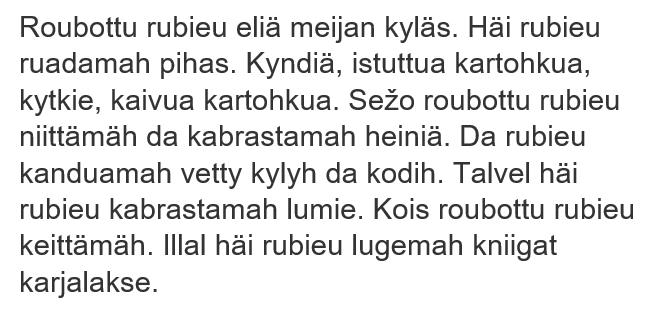 Roubottu rubieu eliä meijan kyläs. Häi rubieu
ruadamah pihas. Kyndiä, istuttua kartohkua,
kytkie, kaivua kartohkua. Sežo roubottu rubieu
niittämäh da kabrastamah heiniä. Da rubieu
kanduamah vetty kylyh da kodih. Talvel häi
rubieu kabrastamah lumie. Kois roubottu rubieu
keittämäh. Illal häi rubieu lugemah kniigat
karjalakse.